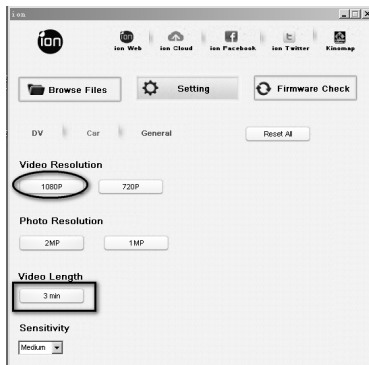 ion
ion
ion Web ion Cloud ion Facebook ion Twitter Kinomap
Browse Files Setting Firmware Check
DV Car General Reset All
Video Resolution
1080P 720P
Photo Resolution
2MP 1MP
Video Length
3 min
Sensitivity
Medium